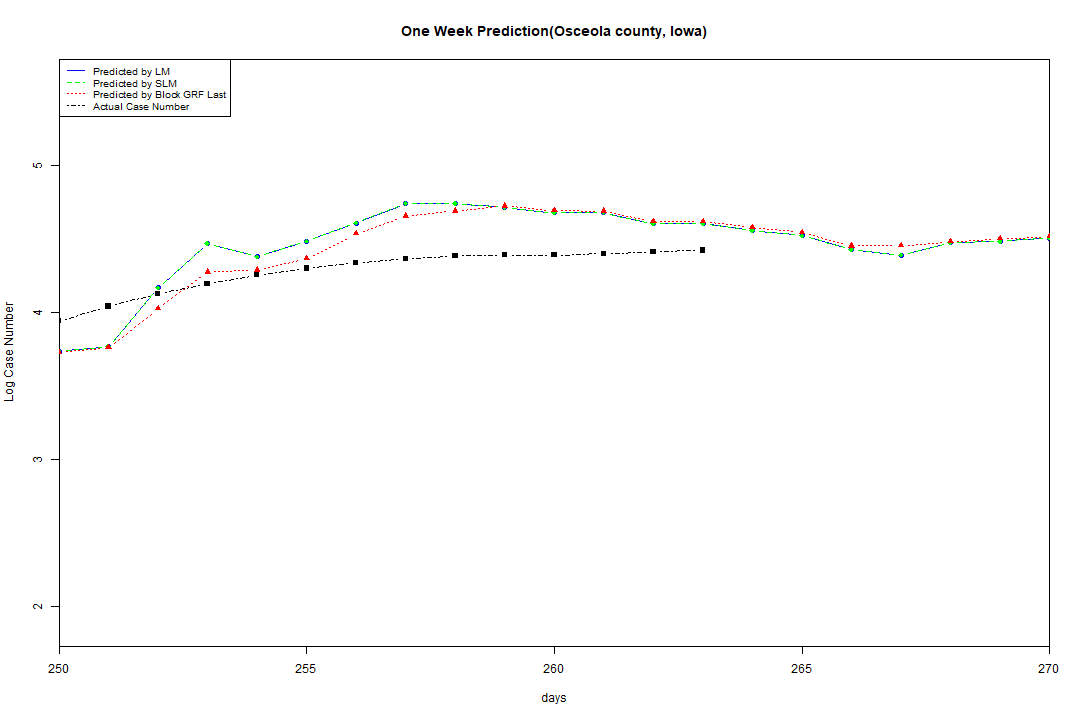 One Week Prediction(Osceola county, Iowa)
Predicted by LM
Predicted by SLM
Predicted by Block GRF Last
Actual Case Number
5
4
3
2
Log Case Number
250 255 260 265 270
days